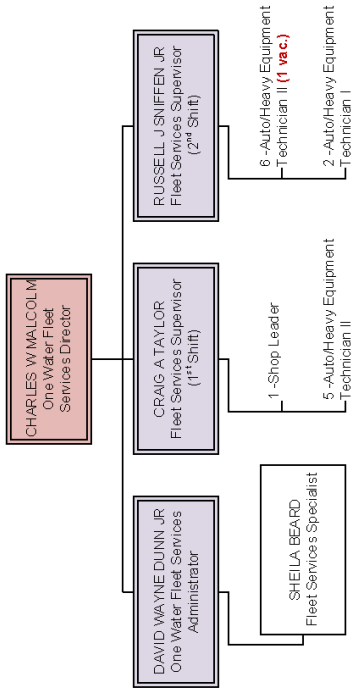 CHARLES W MALCOLM
One Water Fleet
Services Director
DAVID WAYNE DUNN JR
One Water Fleet Services
Administrator
SHEILA BEARD
Fleet Services Specialist
CRAIG A TAYLOR
Fleet Services Supervisor
(1st Shift)
1 -Shop Leader
5 -Auto/Heavy Equipment
Technician II
RUSSELL J SNIFFEN JR
Fleet Services Supervisor
(2nd Shift)
6 -Auto/Heavy Equipment
Technician II (1 vac.)
2 -Auto/Heavy Equipment
Technician I